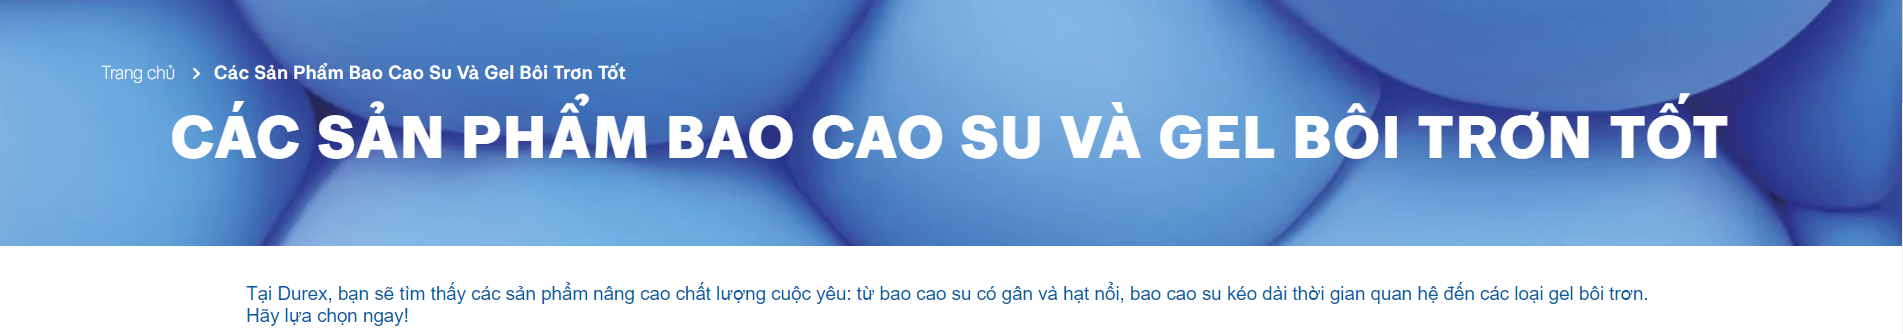 Trang chủ > Các Sản Phẩm Bao Cao Su Và Gel Bôi Trơn Tốt
CÁC SẢN PHẨM BAO CAO SU VÀ GEL BÔI TRƠN TỐT
Tại Durex, bạn sẽ tìm thấy các sản phẩm nâng cao chất lượng cuộc yêu: từ bao cao su có gân và hạt nổi, bao cao su kéo dài thời gian quan hệ đến các loại gel bôi trơn.
Hãy lựa chọn ngay!